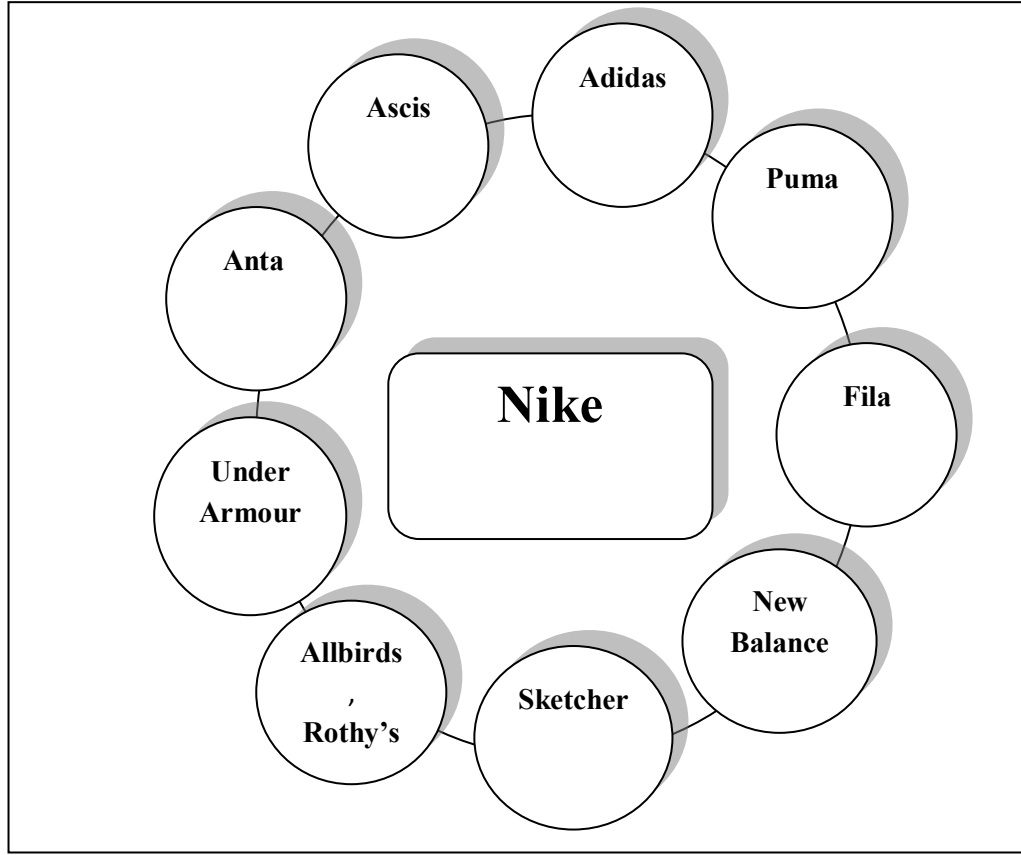 Adidas
Ascis
Puma
Anta
Nike
Fila
Under
Armour
New
Balance
Allbirds
,
Rothy’s
Sketcher